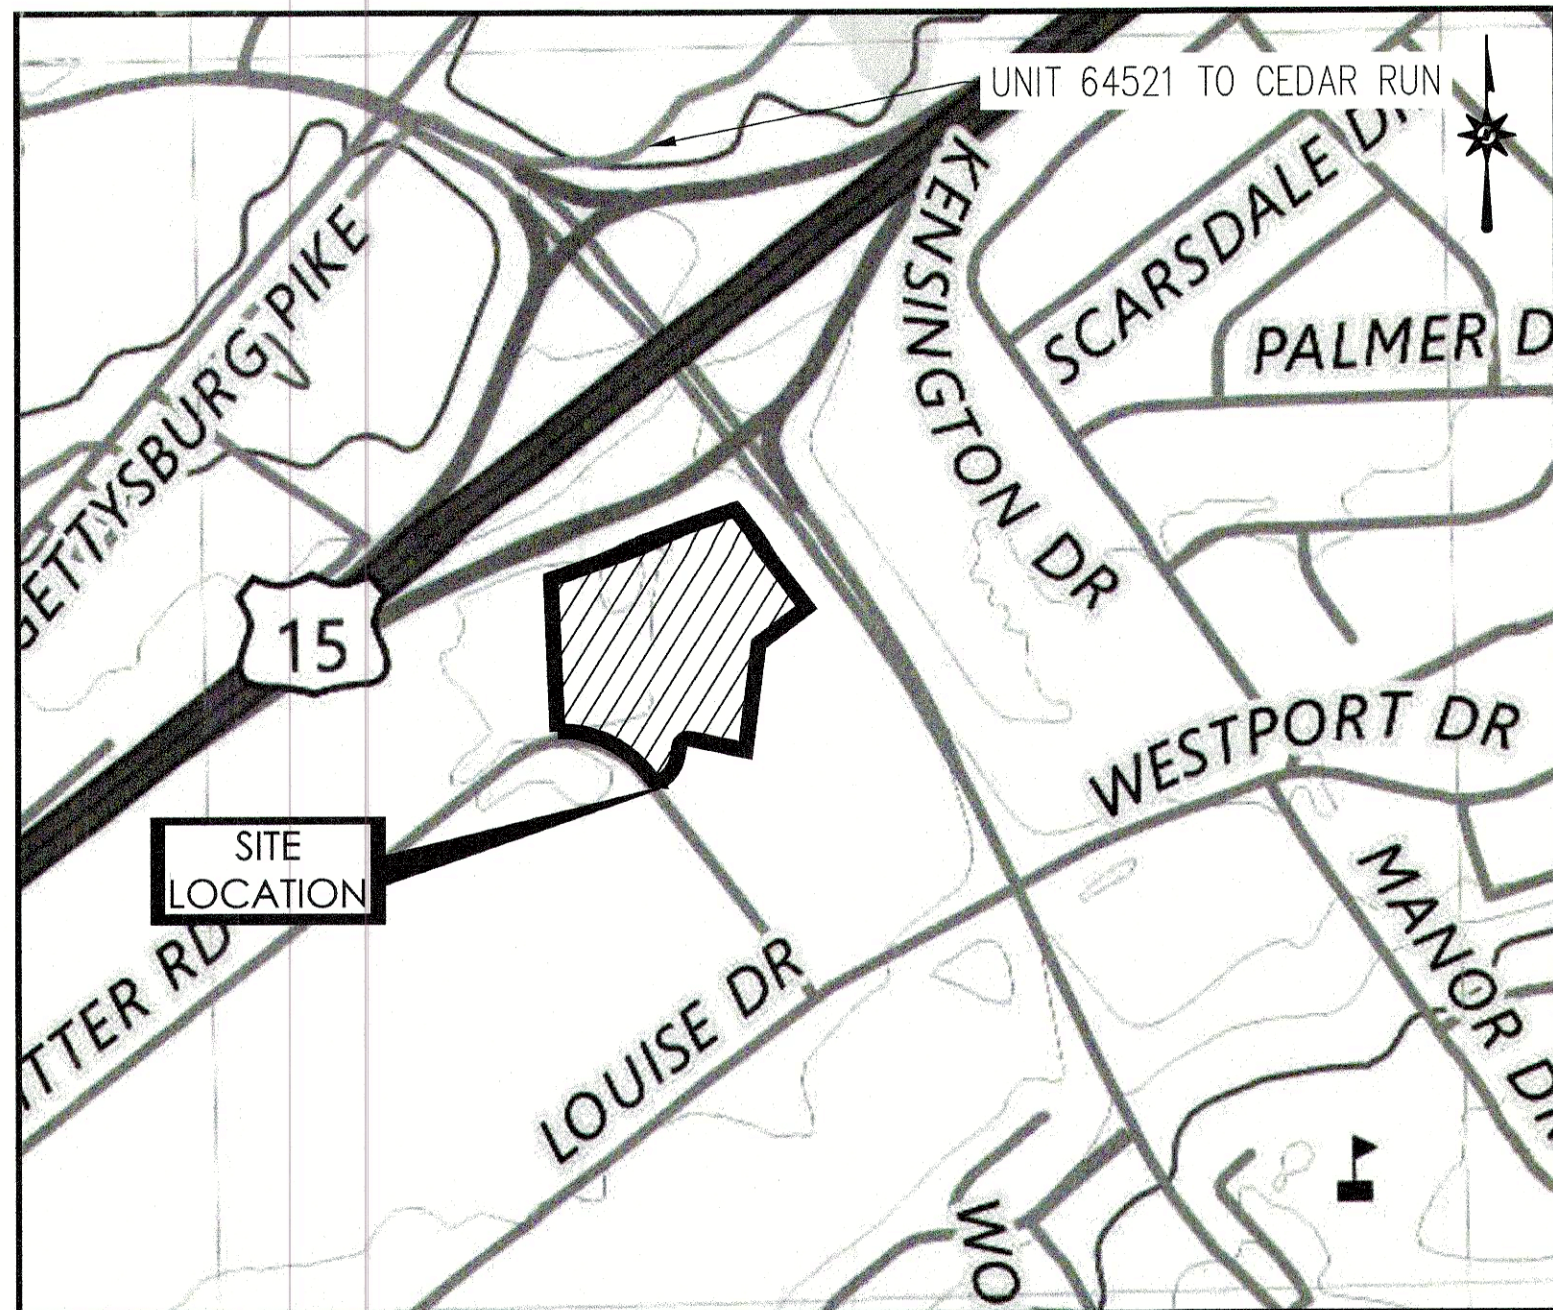 UNIT 64521 TO CEDAR RUN
KENSINGTON DR
SCARSDALE DR
PALMER D
GETTYSBURG PIKE
15
WESTPORT DR
SITE
LOCATION
MANOR DR
TTER RD
LOUISE DR
WO